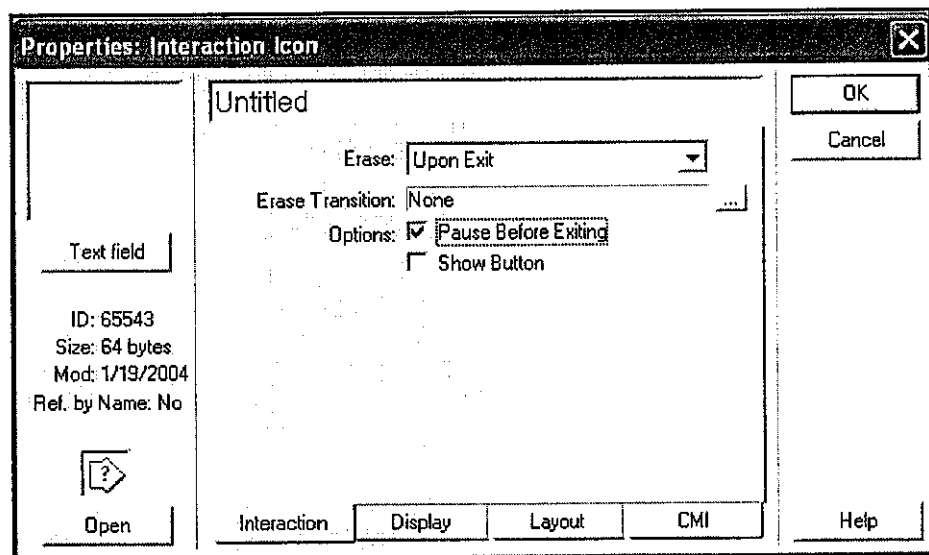 Properties: Interaction Icon
Untitled
OK
Cancel
Erase: Upon Exit
Erase Transition: None ...
Options: Pause Before Exiting
Show Button
Text field
ID: 65543
Size: 64 bytes
Mod: 1/19/2004
Ref. by Name: No
?
Open
Interaction Display Layout CMI
Help